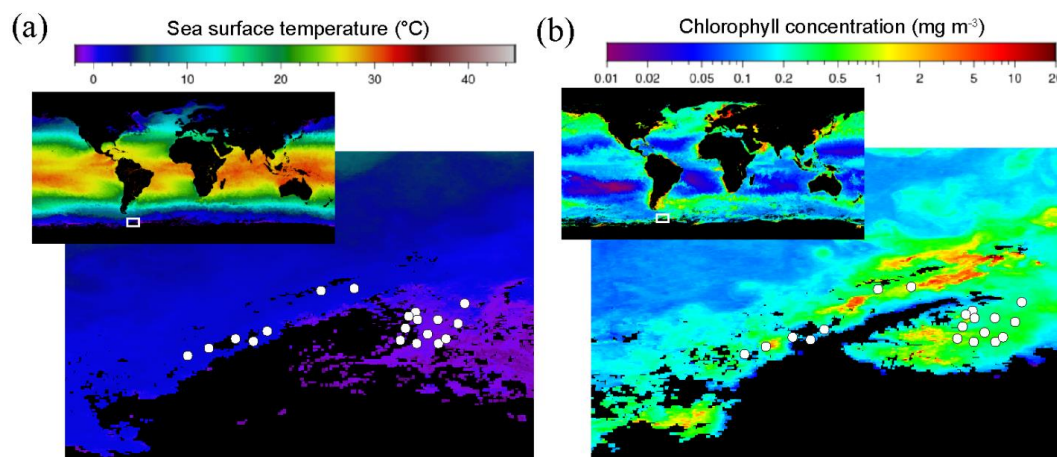 (a)
Sea surface temperature (°C)
0 10 20 30 40
(b)
Chlorophyll concentration (mg m⁻³)
0.01 0.02 0.05 0.1 0.2 0.5 1 2 5 10 20